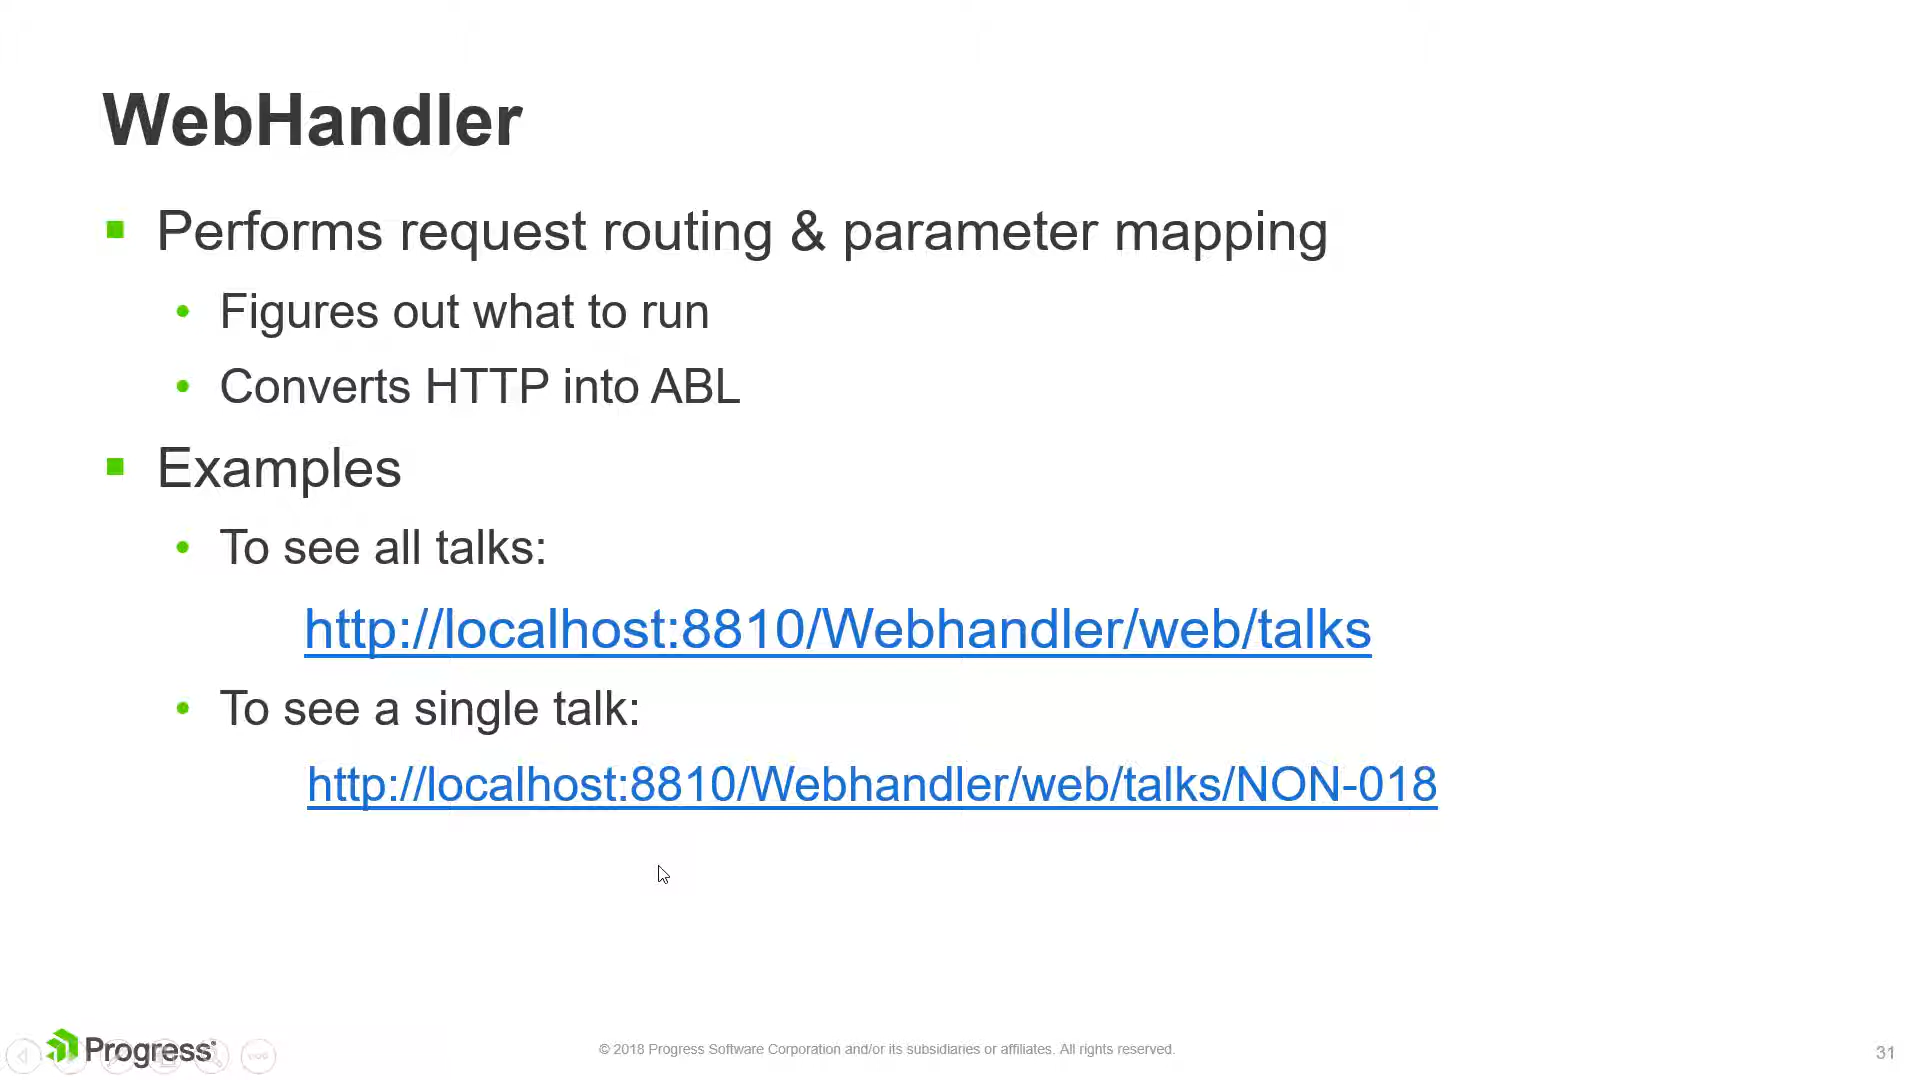 WebHandler
Performs request routing & parameter mapping
Figures out what to run
Converts HTTP into ABL
Examples
To see all talks:
http://localhost:8810/Webhandler/web/talks
To see a single talk:
http://localhost:8810/Webhandler/web/talks/NON-018
Progress
© 2018 Progress Software Corporation and/or its subsidiaries or affiliates. All rights reserved.
31